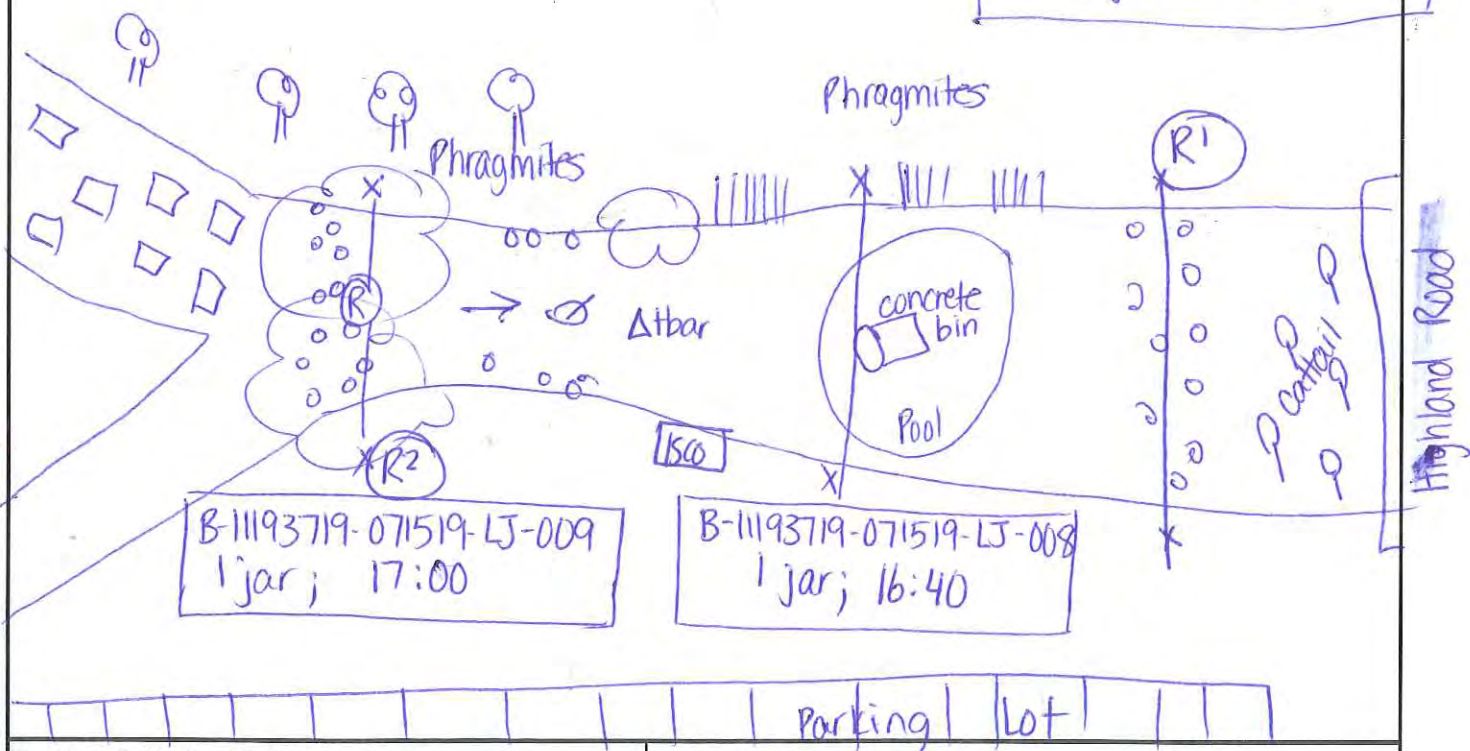 Phragmites
Phragmites
R1
R
Δtbar
concrete
bin
Pool
cattail
Highland Road
Isco
R2
B-11193719-071519-LJ-009
1 jar; 17:00
B-11193719-071519-LJ-008
1 jar; 16:40
Parking Lot